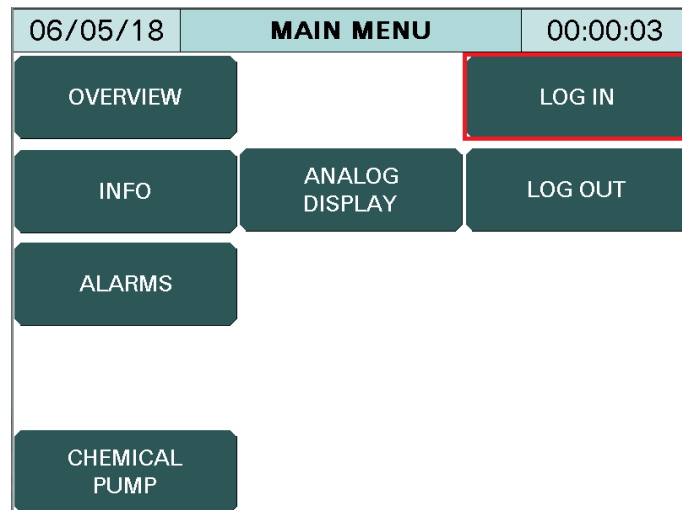 06/05/18 MAIN MENU 00:00:03
OVERVIEW LOG IN
INFO ANALOG DISPLAY LOG OUT
ALARMS
CHEMICAL
PUMP